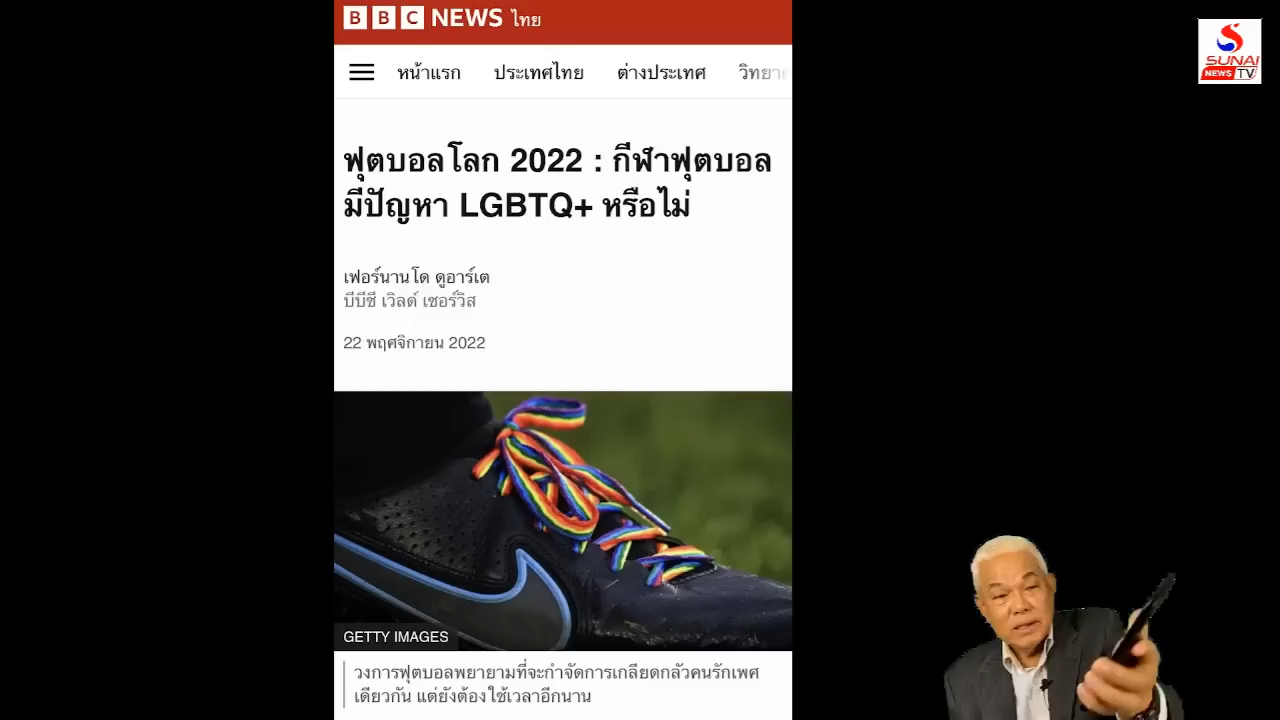 BBC NEWS ไทย
หน้าแรก ประเทศไทย ต่างประเทศ
ฟุตบอลโลก 2022 : กีฬาฟุตบอล
มีปัญหา LGBTQ+ หรือไม่
เฟอร์นานโด ดูอาร์เต
บีบีซี เวิลด์ เซอร์วิส
22 พฤศจิกายน 2022
GETTY IMAGES
วงการฟุตบอลพยายามที่จะกำจัดการเกลียดกลัวคนรักเพศ
เดียวกัน แต่ยังต้องใช้เวลาอีกนาน
SUNAI
NEWS TV